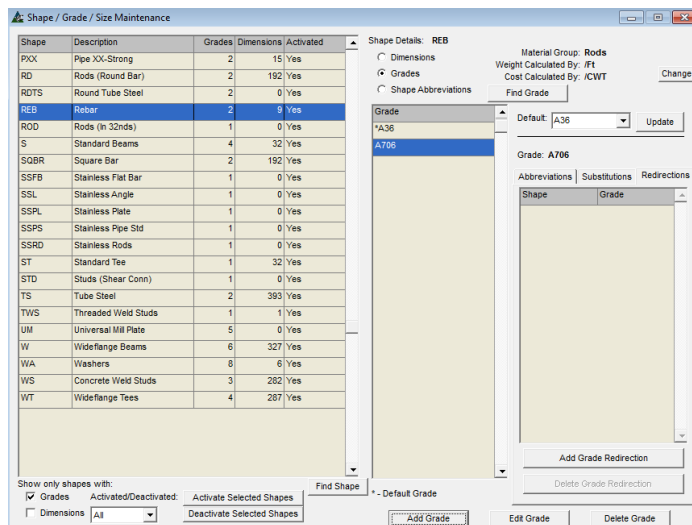 Shape / Grade / Size Maintenance
Shape Description Grades Dimensions Activated
PXX Pipe XX-Strong 2 15 Yes
RD Rods (Round Bar) 2 192 Yes
RDTS Round Tube Steel 2 0 Yes
REB Rebar 2 9 Yes
ROD Rods (In 32nds) 1 0 Yes
S Standard Beams 4 32 Yes
SQBR Square Bar 2 192 Yes
SSFB Stainless Flat Bar 1 0 Yes
SSL Stainless Angle 1 0 Yes
SSPL Stainless Plate 1 0 Yes
SSPS Stainless Pipe Std 1 0 Yes
SSRD Stainless Rods 1 0 Yes
ST Standard Tee 1 32 Yes
STD Studs (Shear Conn) 1 0 Yes
TS Tube Steel 2 393 Yes
TWS Threaded Weld Studs 1 1 Yes
UM Universal Mill Plate 5 0 Yes
W Wideflange Beams 6 327 Yes
WA Washers 8 6 Yes
WS Concrete Weld Studs 3 282 Yes
WT Wideflange Tees 4 287 Yes
Show only shapes with:
Grades Activated/Deactivated: Activate Selected Shapes
Dimensions All Deactivate Selected Shapes
Find Shape
Shape Details: REB
Dimensions
Grades
Shape Abbreviations
Material Group: Rods
Weight Calculated By: /Ft
Cost Calculated By: /CWT
Change
Find Grade
Grade
*A36
A706
Default: A36 Update
Grade: A706
Abbreviations Substitutions Redirections
Shape Grade
Add Grade Redirection
Delete Grade Redirection
* - Default Grade
Add Grade Edit Grade Delete Grade